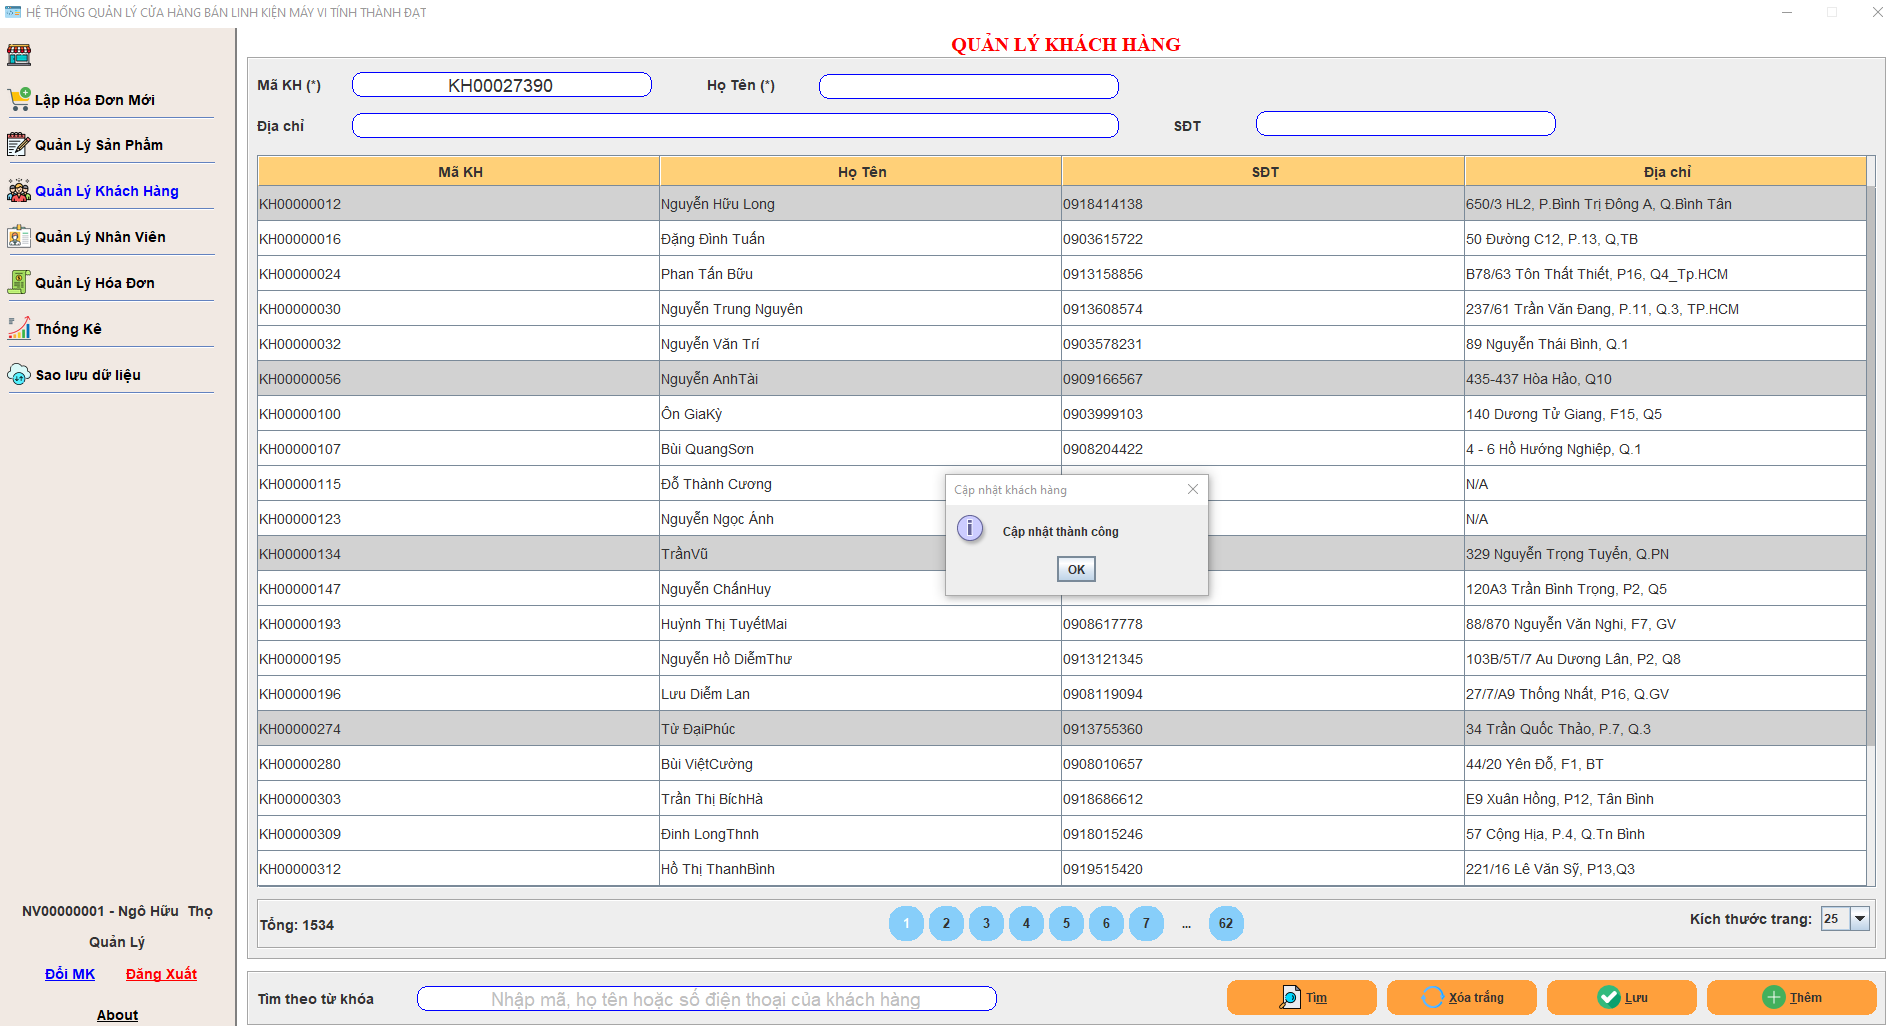 HỆ THỐNG QUẢN LÝ CỬA HÀNG BÁN LINH KIỆN MÁY VI TÍNH THÀNH ĐẠT
Lập Hóa Đơn Mới
Quản Lý Sản Phẩm
Quản Lý Khách Hàng
Quản Lý Nhân Viên
Quản Lý Hóa Đơn
Thống Kê
Sao lưu dữ liệu
NV00000001 - Ngô Hữu Thọ
Quản Lý
Đổi MK Đăng Xuất
About
QUẢN LÝ KHÁCH HÀNG
Mã KH (*) KH00027390 Họ Tên (*)
Địa chỉ SĐT
Mã KH Họ Tên SĐT Địa chỉ
KH00000012 Nguyễn Hữu Long 0918414138 650/3 HL2, P.Bình Trị Đông A, Q.Bình Tân
KH00000016 Đặng Đình Tuấn 0903615722 50 Đường C12, P.13, Q,TB
KH00000024 Phan Tấn Bữu 0913158856 B78/63 Tôn Thất Thiết, P16, Q4_Tp.HCM
KH00000030 Nguyễn Trung Nguyên 0913608574 237/61 Trần Văn Đang, P.11, Q.3, TP.HCM
KH00000032 Nguyễn Văn Trí 0903578231 89 Nguyễn Thái Bình, Q.1
KH00000056 Nguyễn AnhTài 0909166567 435-437 Hòa Hảo, Q10
KH00000100 Ôn GiaKỳ 0903999103 140 Dương Tử Giang, F15, Q5
KH00000107 Bùi QuangSơn 0908204422 4 - 6 Hồ Hướng Nghiệp, Q.1
KH00000115 Đỗ Thành Cương N/A
KH00000123 Nguyễn Ngọc Ánh N/A
KH00000134 TrầnVũ 329 Nguyễn Trọng Tuyển, Q.PN
KH00000147 Nguyễn ChấnHuy 120A3 Trần Bình Trọng, P2, Q5
KH00000193 Huỳnh Thị TuyếtMai 0908617778 88/870 Nguyễn Văn Nghi, F7, GV
KH00000195 Nguyễn Hồ DiễmThư 0913121345 103B/5T/7 Au Dương Lân, P2, Q8
KH00000196 Lưu Diễm Lan 0908119094 27/7/A9 Thống Nhất, P16, Q.GV
KH00000274 Từ ĐạiPhúc 0913755360 34 Trần Quốc Thảo, P.7, Q.3
KH00000280 Bùi ViệtCường 0908010657 44/20 Yên Đỗ, F1, BT
KH00000303 Trần Thị BíchHà 0918686612 E9 Xuân Hồng, P12, Tân Bình
KH00000309 Đinh LongThnh 0918015246 57 Cộng Hịa, P.4, Q.Tn Bình
KH00000312 Hồ Thị ThanhBình 0919515420 221/16 Lê Văn Sỹ, P13,Q3
Cập nhật khách hàng
Cập nhật thành công
OK
Tổng: 1534 1 2 3 4 5 6 7 ... 62 Kích thước trang: 25
Tìm theo từ khóa Nhập mã, họ tên hoặc số điện thoại của khách hàng Tìm Xóa trắng Lưu Thêm